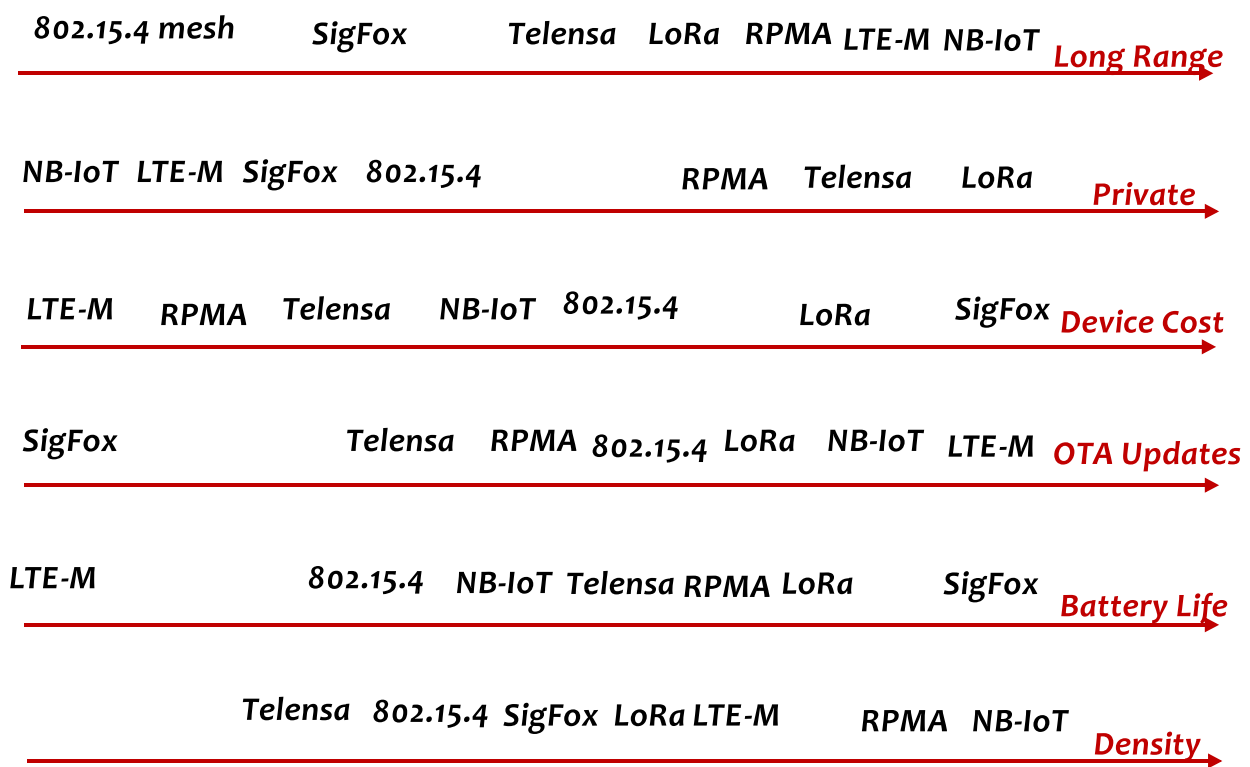 802.15.4 mesh SigFox Telensa LoRa RPMA LTE-M NB-IoT Long Range
NB-IoT LTE-M SigFox 802.15.4 RPMA Telensa LoRa Private
LTE-M RPMA Telensa NB-IoT 802.15.4 LoRa SigFox Device Cost
SigFox Telensa RPMA 802.15.4 LoRa NB-IoT LTE-M OTA Updates
LTE-M 802.15.4 NB-IoT Telensa RPMA LoRa SigFox Battery Life
Telensa 802.15.4 SigFox LoRa LTE-M RPMA NB-IoT Density